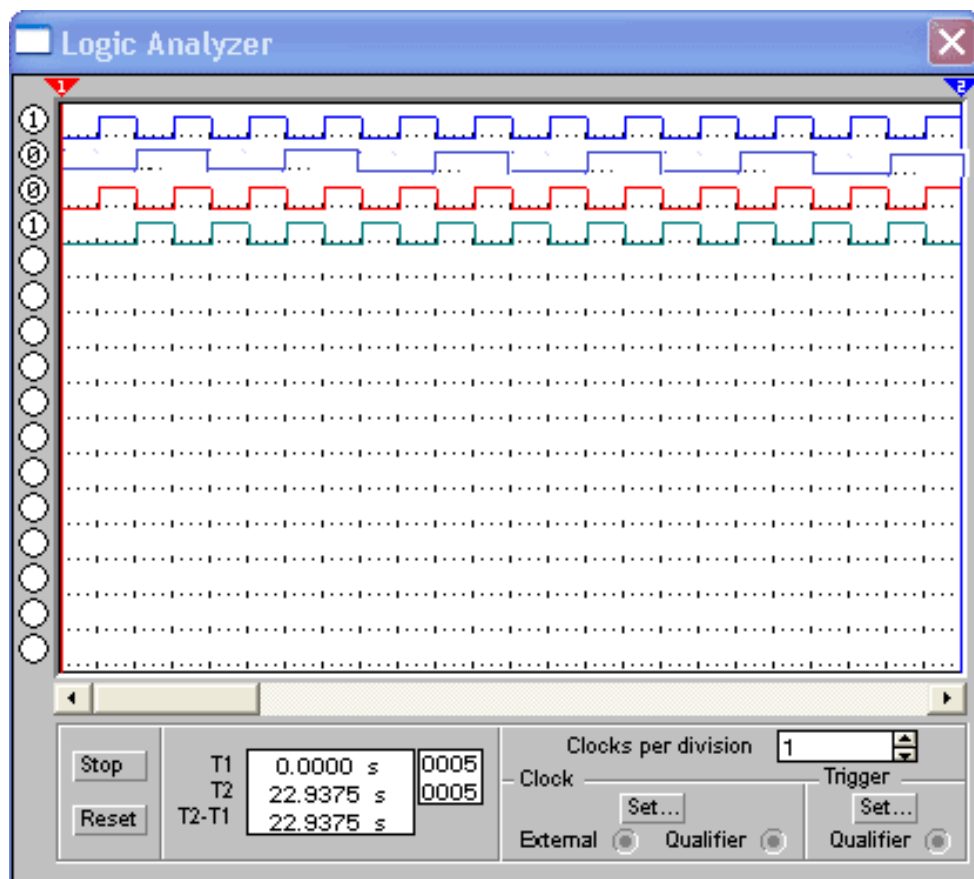 Logic Analyzer
1 2
1
0
0
1
Clocks per division 1
Stop T1 0.0000 s 0005
Clock Trigger
T2 22.9375 s 0005
Set... Set...
Reset T2-T1 22.9375 s
External Qualifier Qualifier